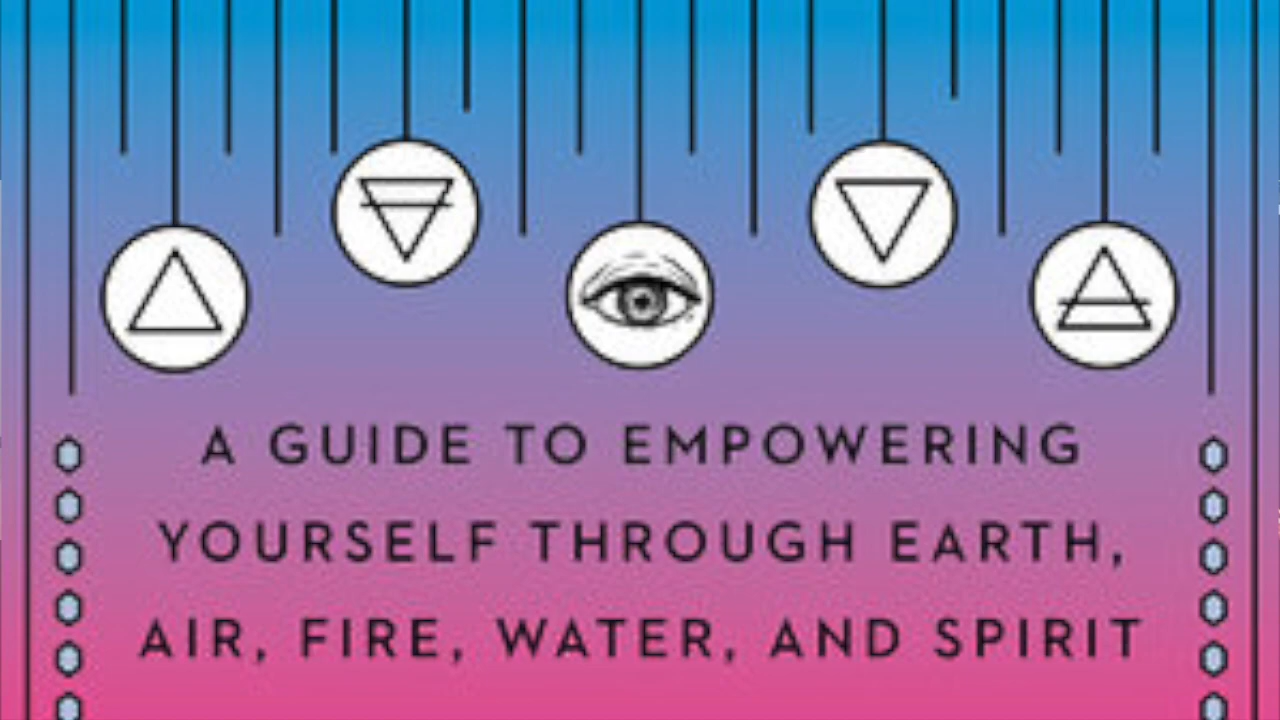 A GUIDE TO EMPOWERING
YOURSELF THROUGH EARTH,
AIR, FIRE, WATER, AND SPIRIT